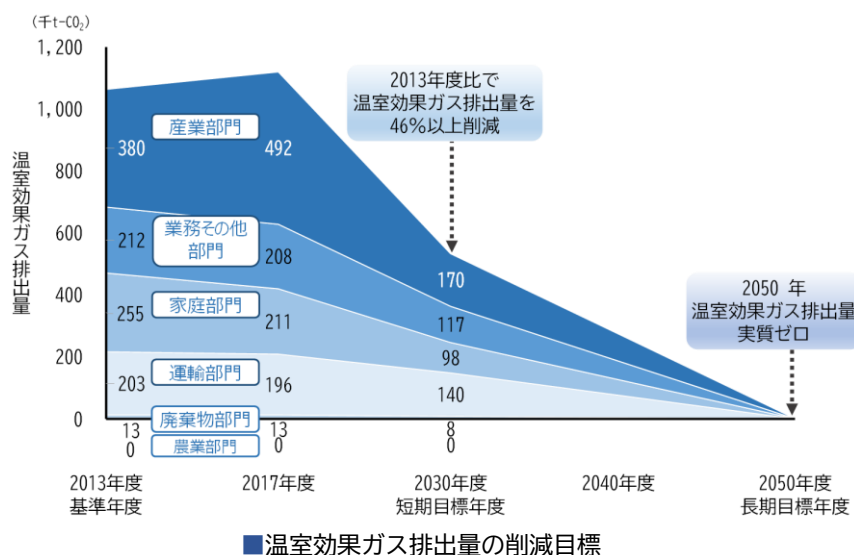 (千t-CO₂)
1,200
1,000
800
600
400
200
0
温室効果ガス排出量
2013年度比で
温室効果ガス排出量を
46%以上削減
2050 年
温室効果ガス排出量
実質ゼロ
産業部門
380
492
170
業務その他
部門
212
208
117
家庭部門
255
211
98
運輸部門
203
196
140
廃棄物部門
13
13
8
農業部門
0
0
0
2013年度
基準年度
2017年度
2030年度
短期目標年度
2040年度
2050年度
長期目標年度
■温室効果ガス排出量の削減目標